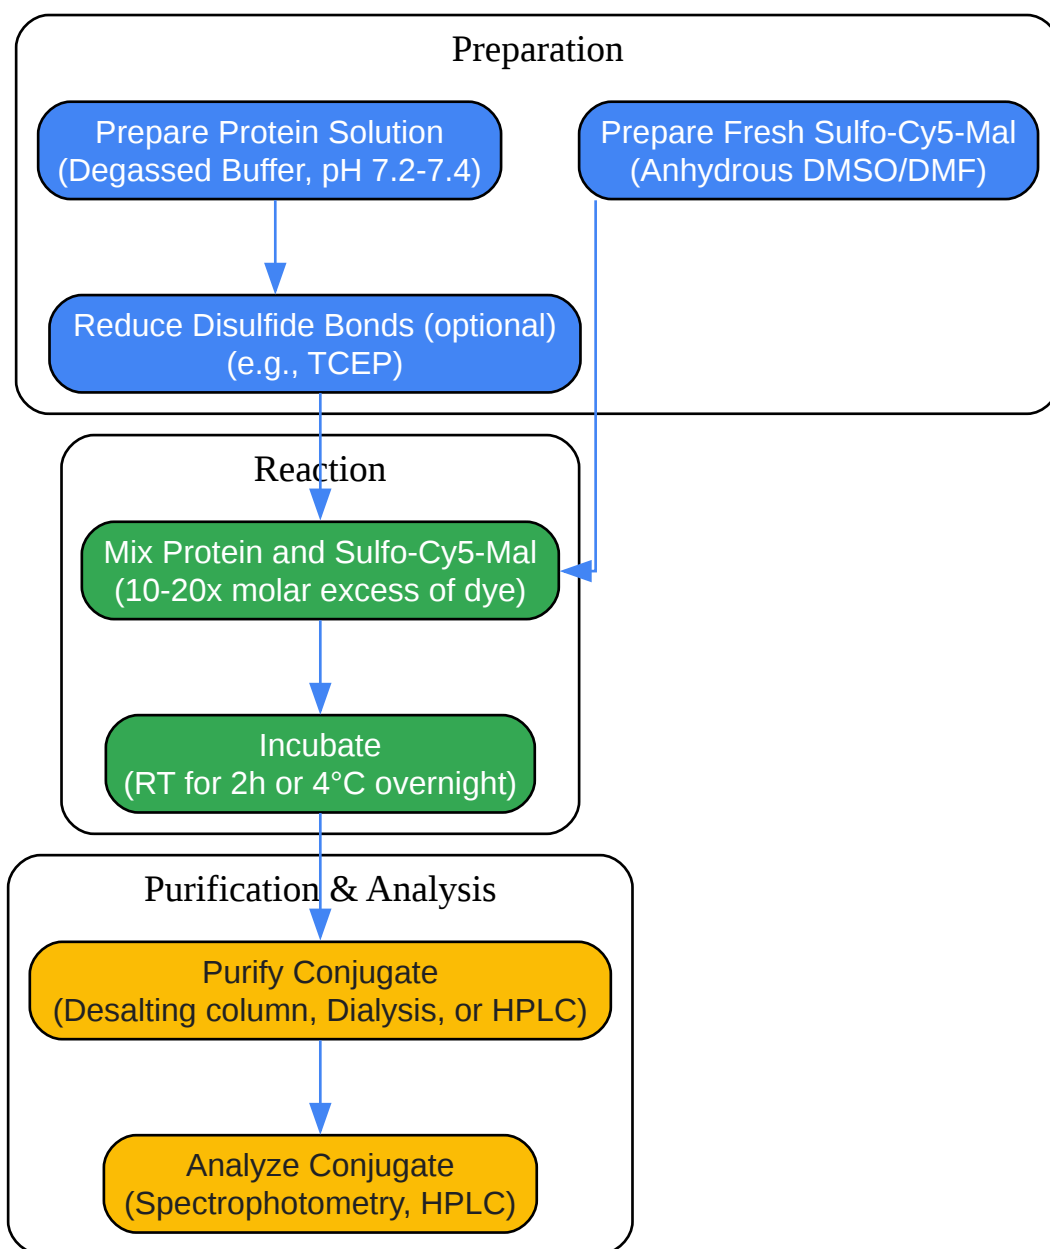 Preparation
Prepare Protein Solution
(Degassed Buffer, pH 7.2-7.4)
Prepare Fresh Sulfo-Cy5-Mal
(Anhydrous DMSO/DMF)
Reduce Disulfide Bonds (optional)
(e.g., TCEP)
Reaction
Mix Protein and Sulfo-Cy5-Mal
(10-20x molar excess of dye)
Incubate
(RT for 2h or 4°C overnight)
Purification & Analysis
Purify Conjugate
(Desalting column, Dialysis, or HPLC)
Analyze Conjugate
(Spectrophotometry, HPLC)